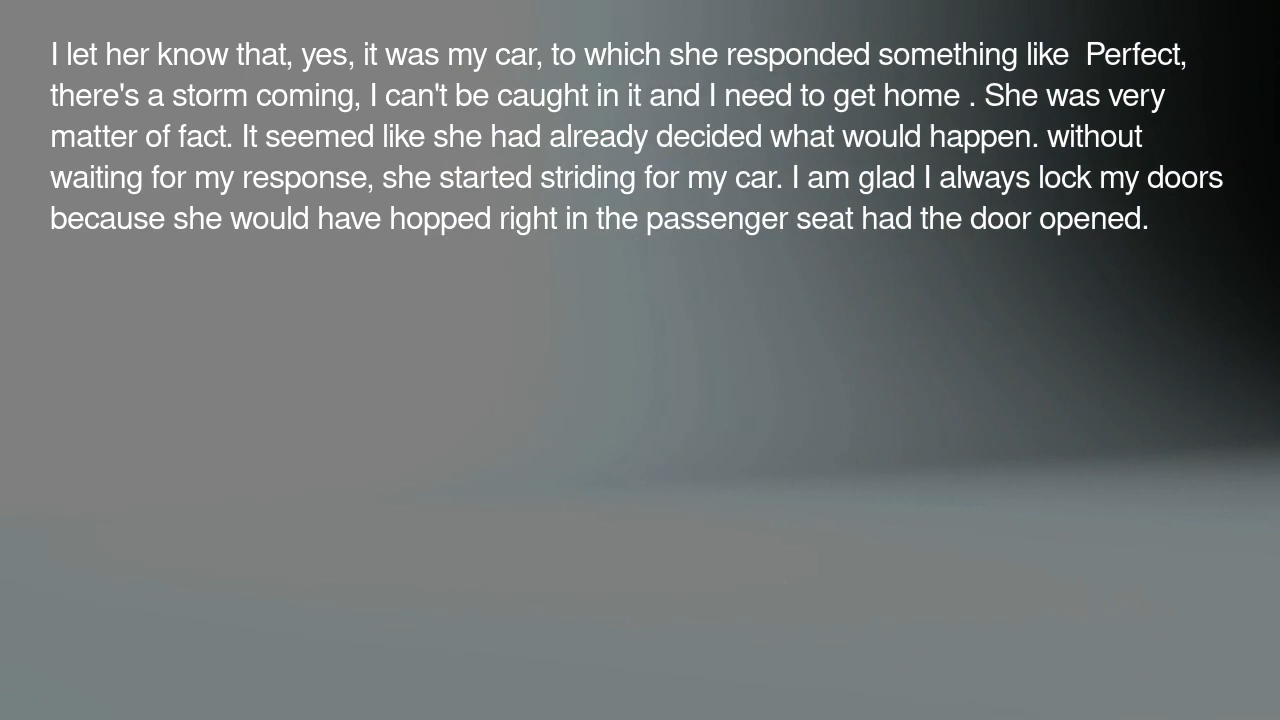 I let her know that, yes, it was my car, to which she responded something like  Perfect,
there's a storm coming, I can't be caught in it and I need to get home . She was very
matter of fact. It seemed like she had already decided what would happen. without
waiting for my response, she started striding for my car. I am glad I always lock my doors
because she would have hopped right in the passenger seat had the door opened.